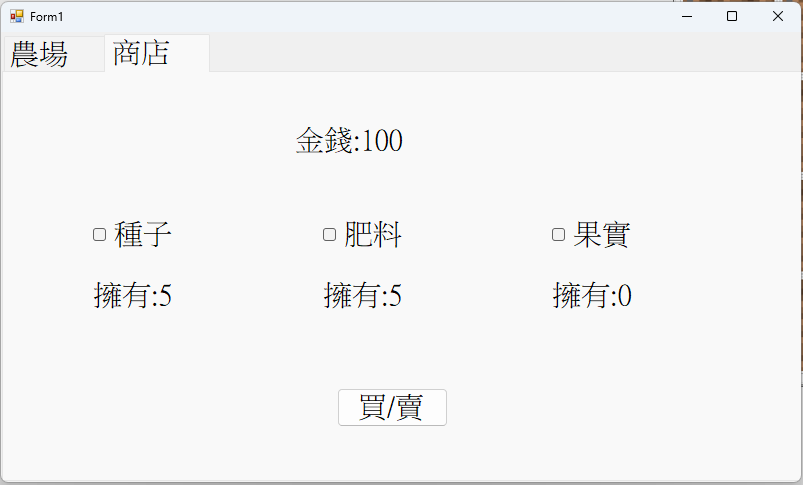 Form1
農場 商店
金錢:100
種子 肥料 果實
擁有:5 擁有:5 擁有:0
買/賣